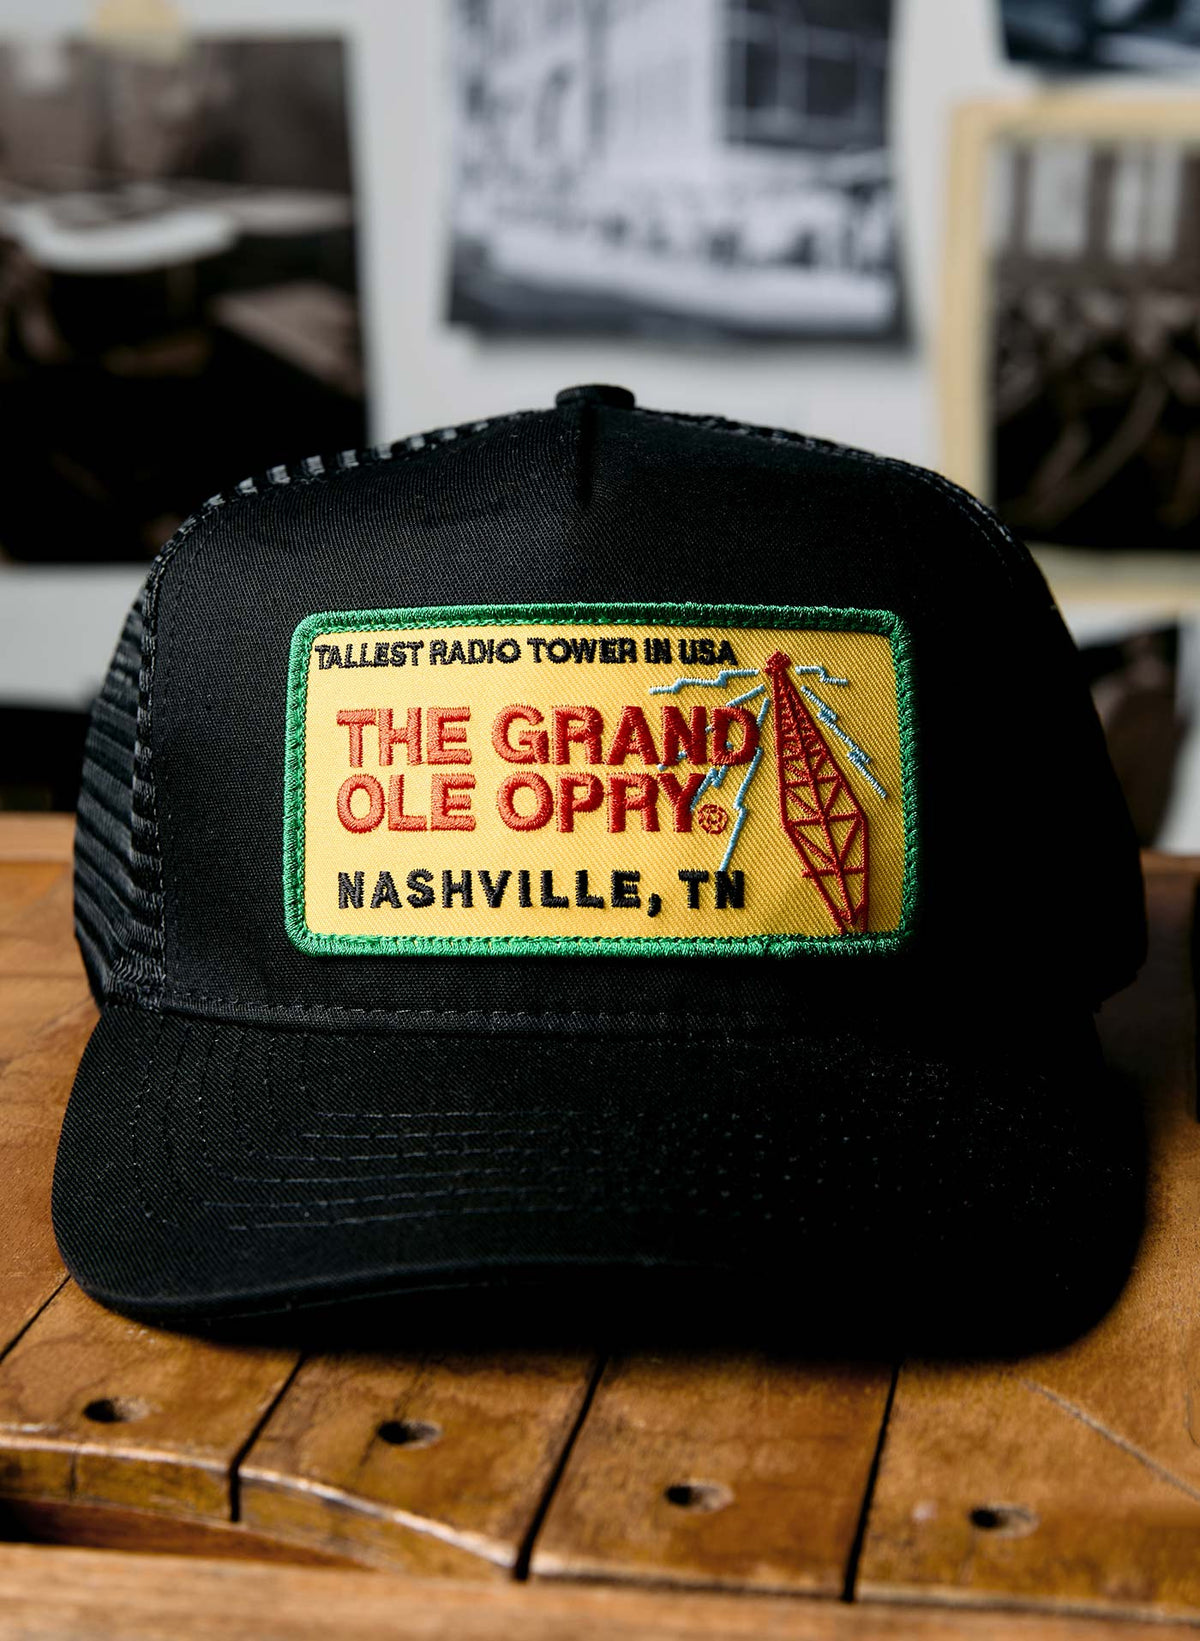 TALLEST RADIO TOWER IN USA
THE GRAND
OLE OPRY®
NASHVILLE, TN